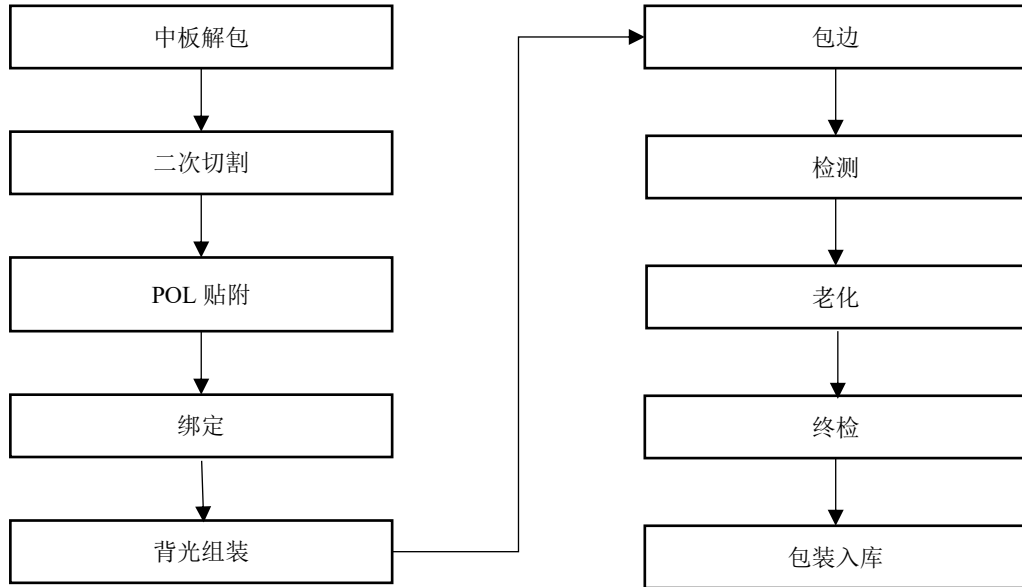 中板解包
二次切割
POL 贴附
绑定
背光组装
包边
检测
老化
终检
包装入库